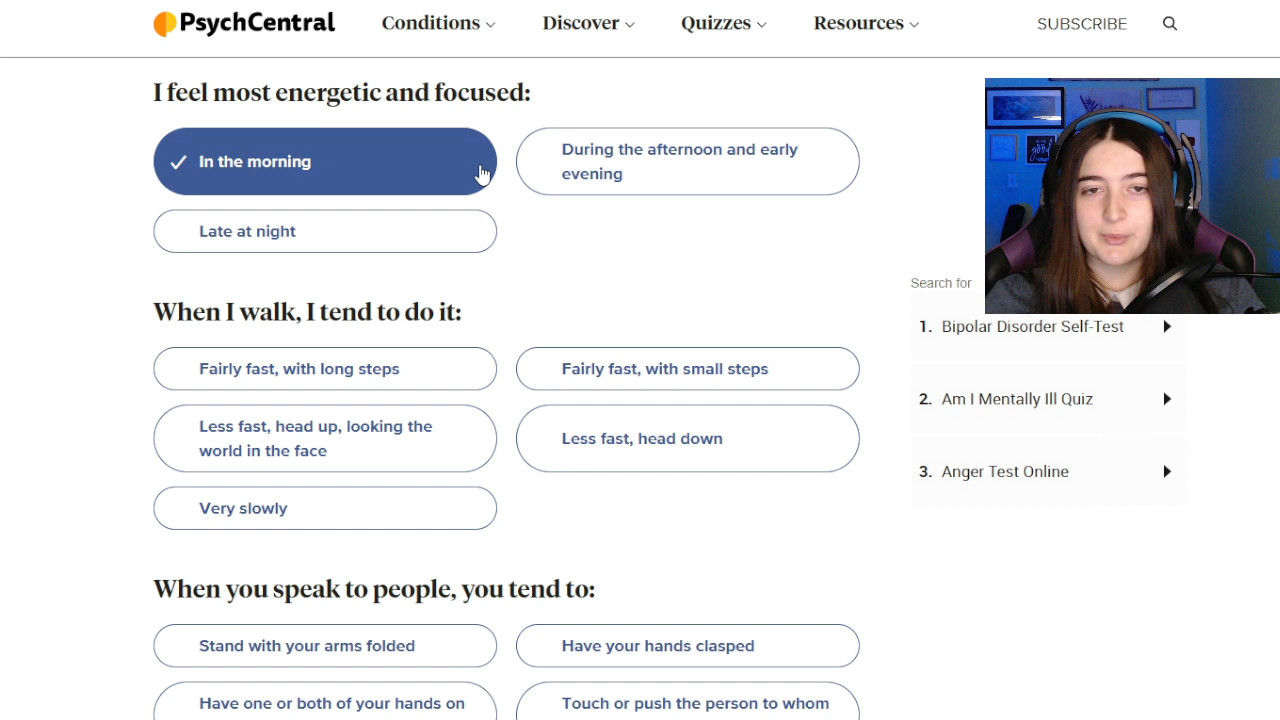 PsychCentral
Conditions
Discover
Quizzes
Resources
SUBSCRIBE
I feel most energetic and focused:
In the morning
During the afternoon and early
evening
Late at night
When I walk, I tend to do it:
Fairly fast, with long steps
Fairly fast, with small steps
Less fast, head up, looking the
world in the face
Less fast, head down
Very slowly
When you speak to people, you tend to:
Stand with your arms folded
Have your hands clasped
Have one or both of your hands on
Touch or push the person to whom
Search for
1. Bipolar Disorder Self-Test
2. Am I Mentally Ill Quiz
3. Anger Test Online